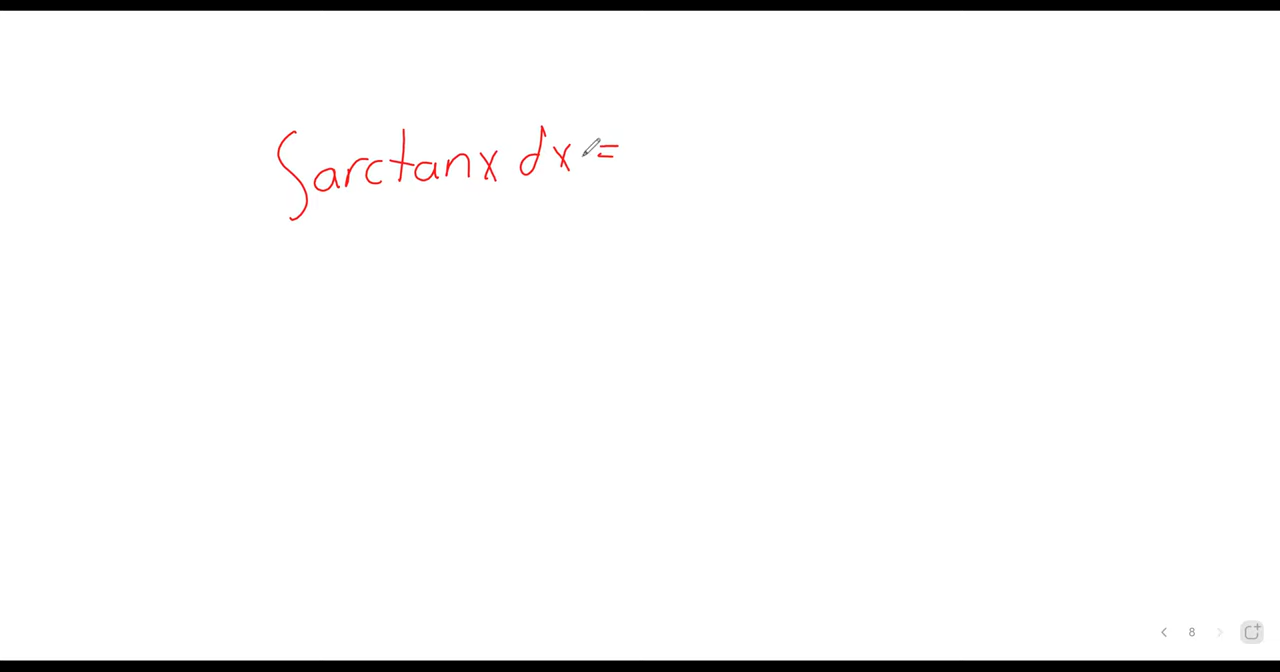 ∫arctanx dx =
8